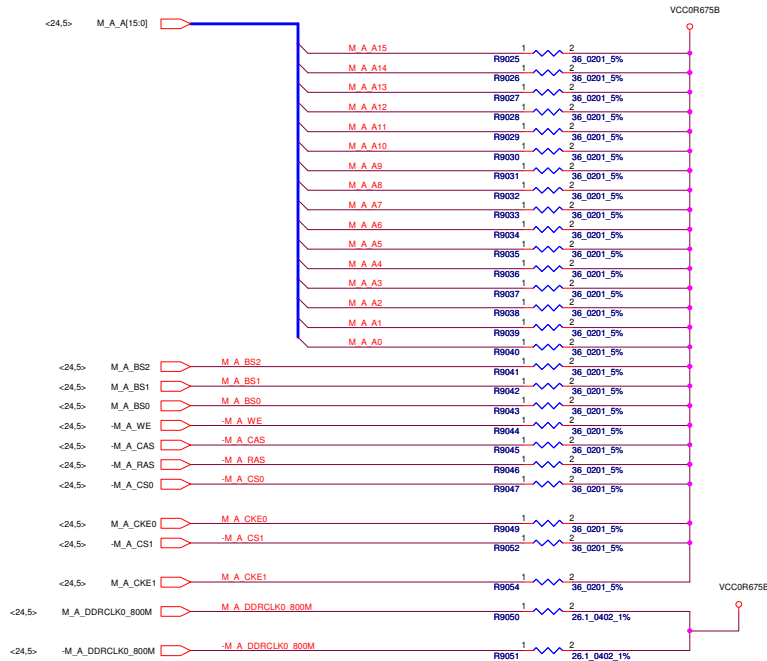 VCC0R675B
<24,5> M_A_A[15:0]
M_A_A15 1 2
R9025 36_0201_5%
M_A_A14 1 2
R9026 36_0201_5%
M_A_A13 1 2
R9027 36_0201_5%
M_A_A12 1 2
R9028 36_0201_5%
M_A_A11 1 2
R9029 36_0201_5%
M_A_A10 1 2
R9030 36_0201_5%
M_A_A9 1 2
R9031 36_0201_5%
M_A_A8 1 2
R9032 36_0201_5%
M_A_A7 1 2
R9033 36_0201_5%
M_A_A6 1 2
R9034 36_0201_5%
M_A_A5 1 2
R9035 36_0201_5%
M_A_A4 1 2
R9036 36_0201_5%
M_A_A3 1 2
R9037 36_0201_5%
M_A_A2 1 2
R9038 36_0201_5%
M_A_A1 1 2
R9039 36_0201_5%
M_A_A0 1 2
R9040 36_0201_5%
<24,5> M_A_BS2 M_A_BS2 1 2
R9041 36_0201_5%
<24,5> M_A_BS1 M_A_BS1 1 2
R9042 36_0201_5%
<24,5> M_A_BS0 M_A_BS0 1 2
R9043 36_0201_5%
<24,5> -M_A_WE -M_A_WE 1 2
R9044 36_0201_5%
<24,5> -M_A_CAS -M_A_CAS 1 2
R9045 36_0201_5%
<24,5> -M_A_RAS -M_A_RAS 1 2
R9046 36_0201_5%
<24,5> -M_A_CS0 -M_A_CS0 1 2
R9047 36_0201_5%
<24,5> M_A_CKE0 M_A_CKE0 1 2
R9049 36_0201_5%
<24,5> -M_A_CS1 -M_A_CS1 1 2
R9052 36_0201_5%
<24,5> M_A_CKE1 M_A_CKE1 1 2
R9054 36_0201_5%
VCC0R675B
<24,5> M_A_DDRCLK0_800M M_A_DDRCLK0_800M 1 2
R9050 26.1_0402_1%
<24,5> -M_A_DDRCLK0_800M -M_A_DDRCLK0_800M 1 2
R9051 26.1_0402_1%